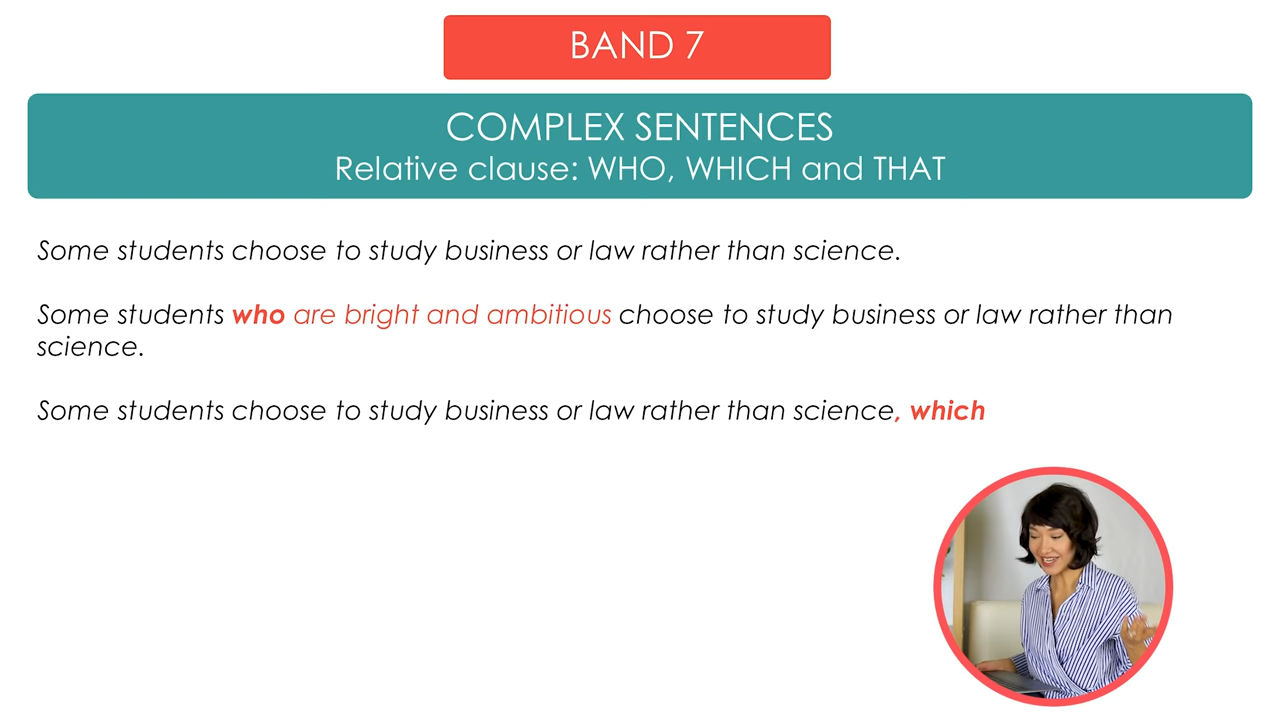 BAND 7
COMPLEX SENTENCES
Relative clause: WHO, WHICH and THAT
Some students choose to study business or law rather than science.
Some students who are bright and ambitious choose to study business or law rather than
science.
Some students choose to study business or law rather than science, which